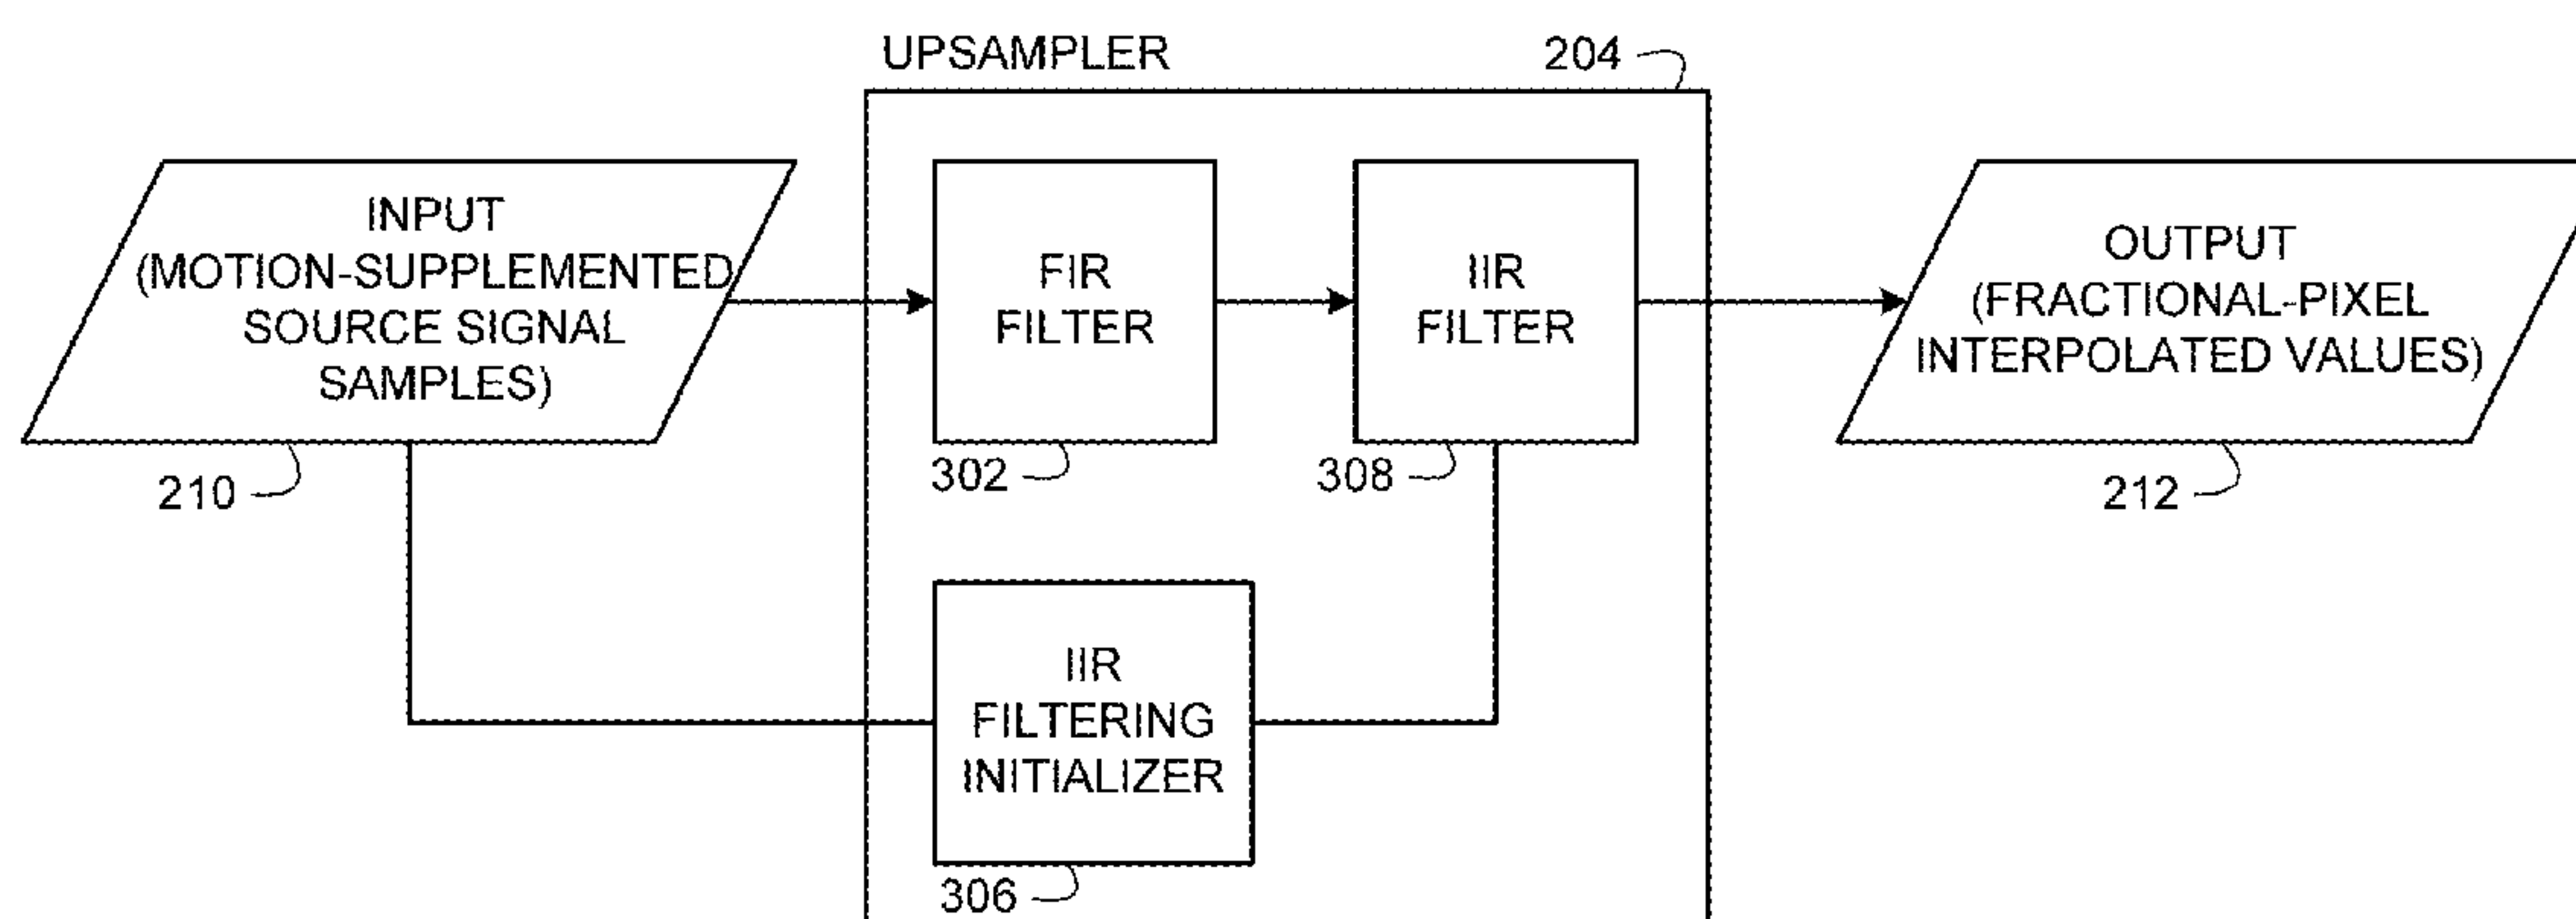 UPSAMPLER
204
INPUT
(MOTION-SUPPLEMENTED
SOURCE SIGNAL
SAMPLES)
210
FIR
FILTER
302
IIR
FILTER
308
OUTPUT
(FRACTIONAL-PIXEL
INTERPOLATED VALUES)
212
IIR
FILTERING
INITIALIZER
306